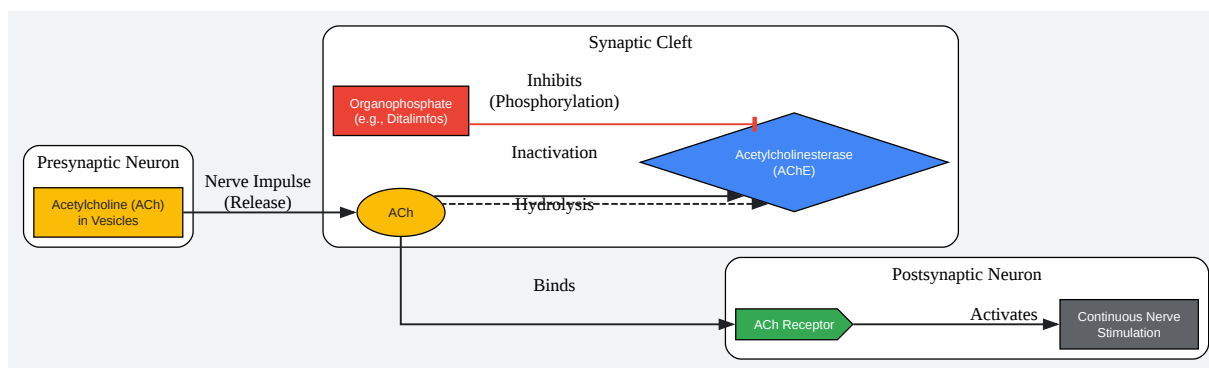 Synaptic Cleft
Inhibits
(Phosphorylation)
Organophosphate
(e.g., Ditalimfos)
Inactivation
Acetylcholinesterase
(AChE)
Presynaptic Neuron
Acetylcholine (ACh)
in Vesicles
Nerve Impulse
(Release)
ACh
Hydrolysis
Binds
Postsynaptic Neuron
ACh Receptor
Activates
Continuous Nerve
Stimulation